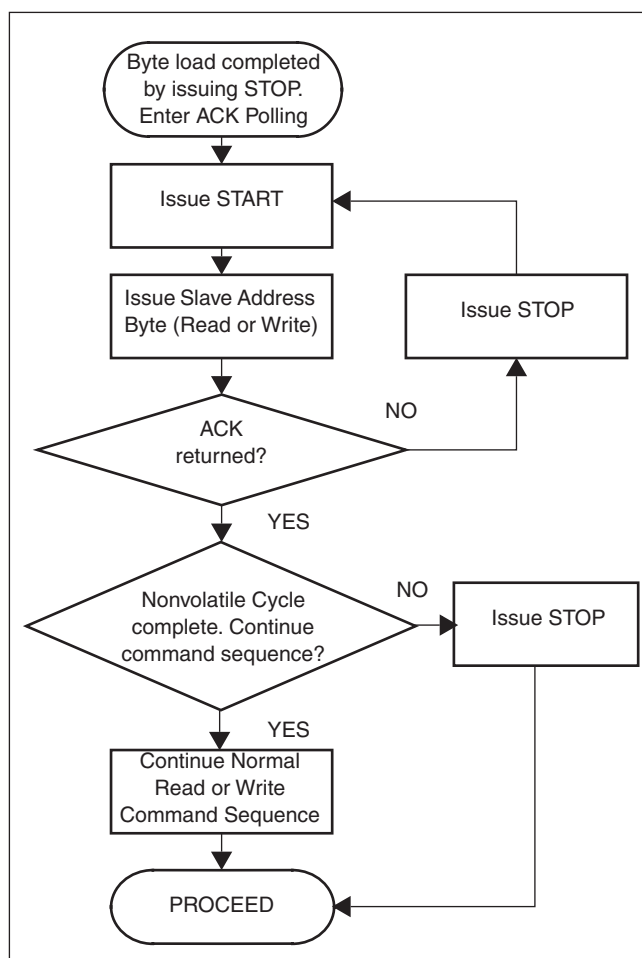 Byte load completed
by issuing STOP.
Enter ACK Polling
Issue START
Issue Slave Address
Byte (Read or Write)
Issue STOP
ACK
returned?
NO
YES
Nonvolatile Cycle
complete. Continue
command sequence?
NO
Issue STOP
YES
Continue Normal
Read or Write
Command Sequence
PROCEED